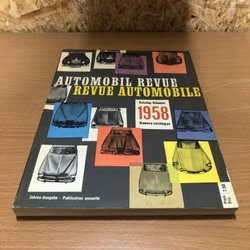 AUTOMOBIL REVUE
REVUE AUTOMOBILE
Katalog Nummer
1958
Numéro catalogue
Jahres-Ausgabe Publication annuelle